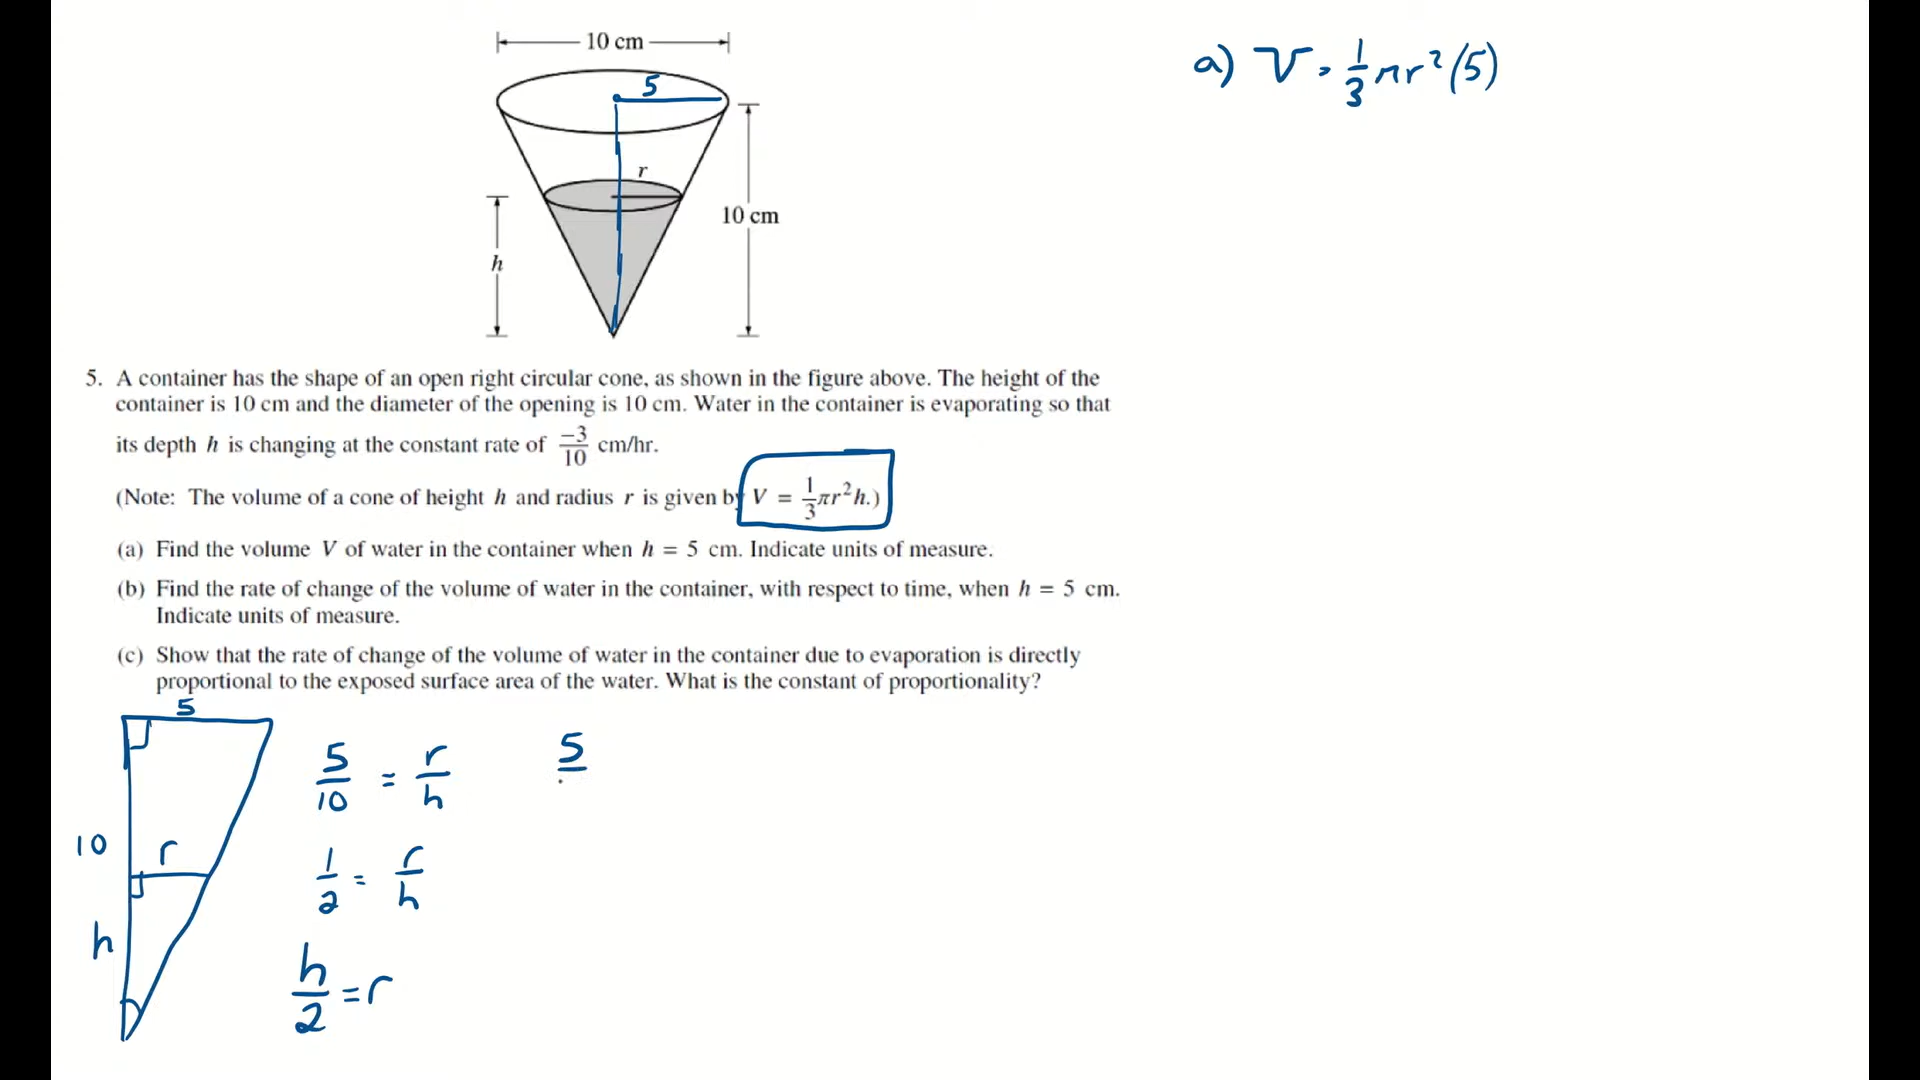 10 cm
a) V = 1/3 πr²(5)
5
r
10 cm
h
5. A container has the shape of an open right circular cone, as shown in the figure above. The height of the
container is 10 cm and the diameter of the opening is 10 cm. Water in the container is evaporating so that
its depth h is changing at the constant rate of -3/10 cm/hr.
(Note: The volume of a cone of height h and radius r is given by V = 1/3 πr²h.)
(a) Find the volume V of water in the container when h = 5 cm. Indicate units of measure.
(b) Find the rate of change of the volume of water in the container, with respect to time, when h = 5 cm.
Indicate units of measure.
(c) Show that the rate of change of the volume of water in the container due to evaporation is directly
proportional to the exposed surface area of the water. What is the constant of proportionality?
5
5/10 = r/h
5
10
r
1/2 = r/h
h
h/2 = r